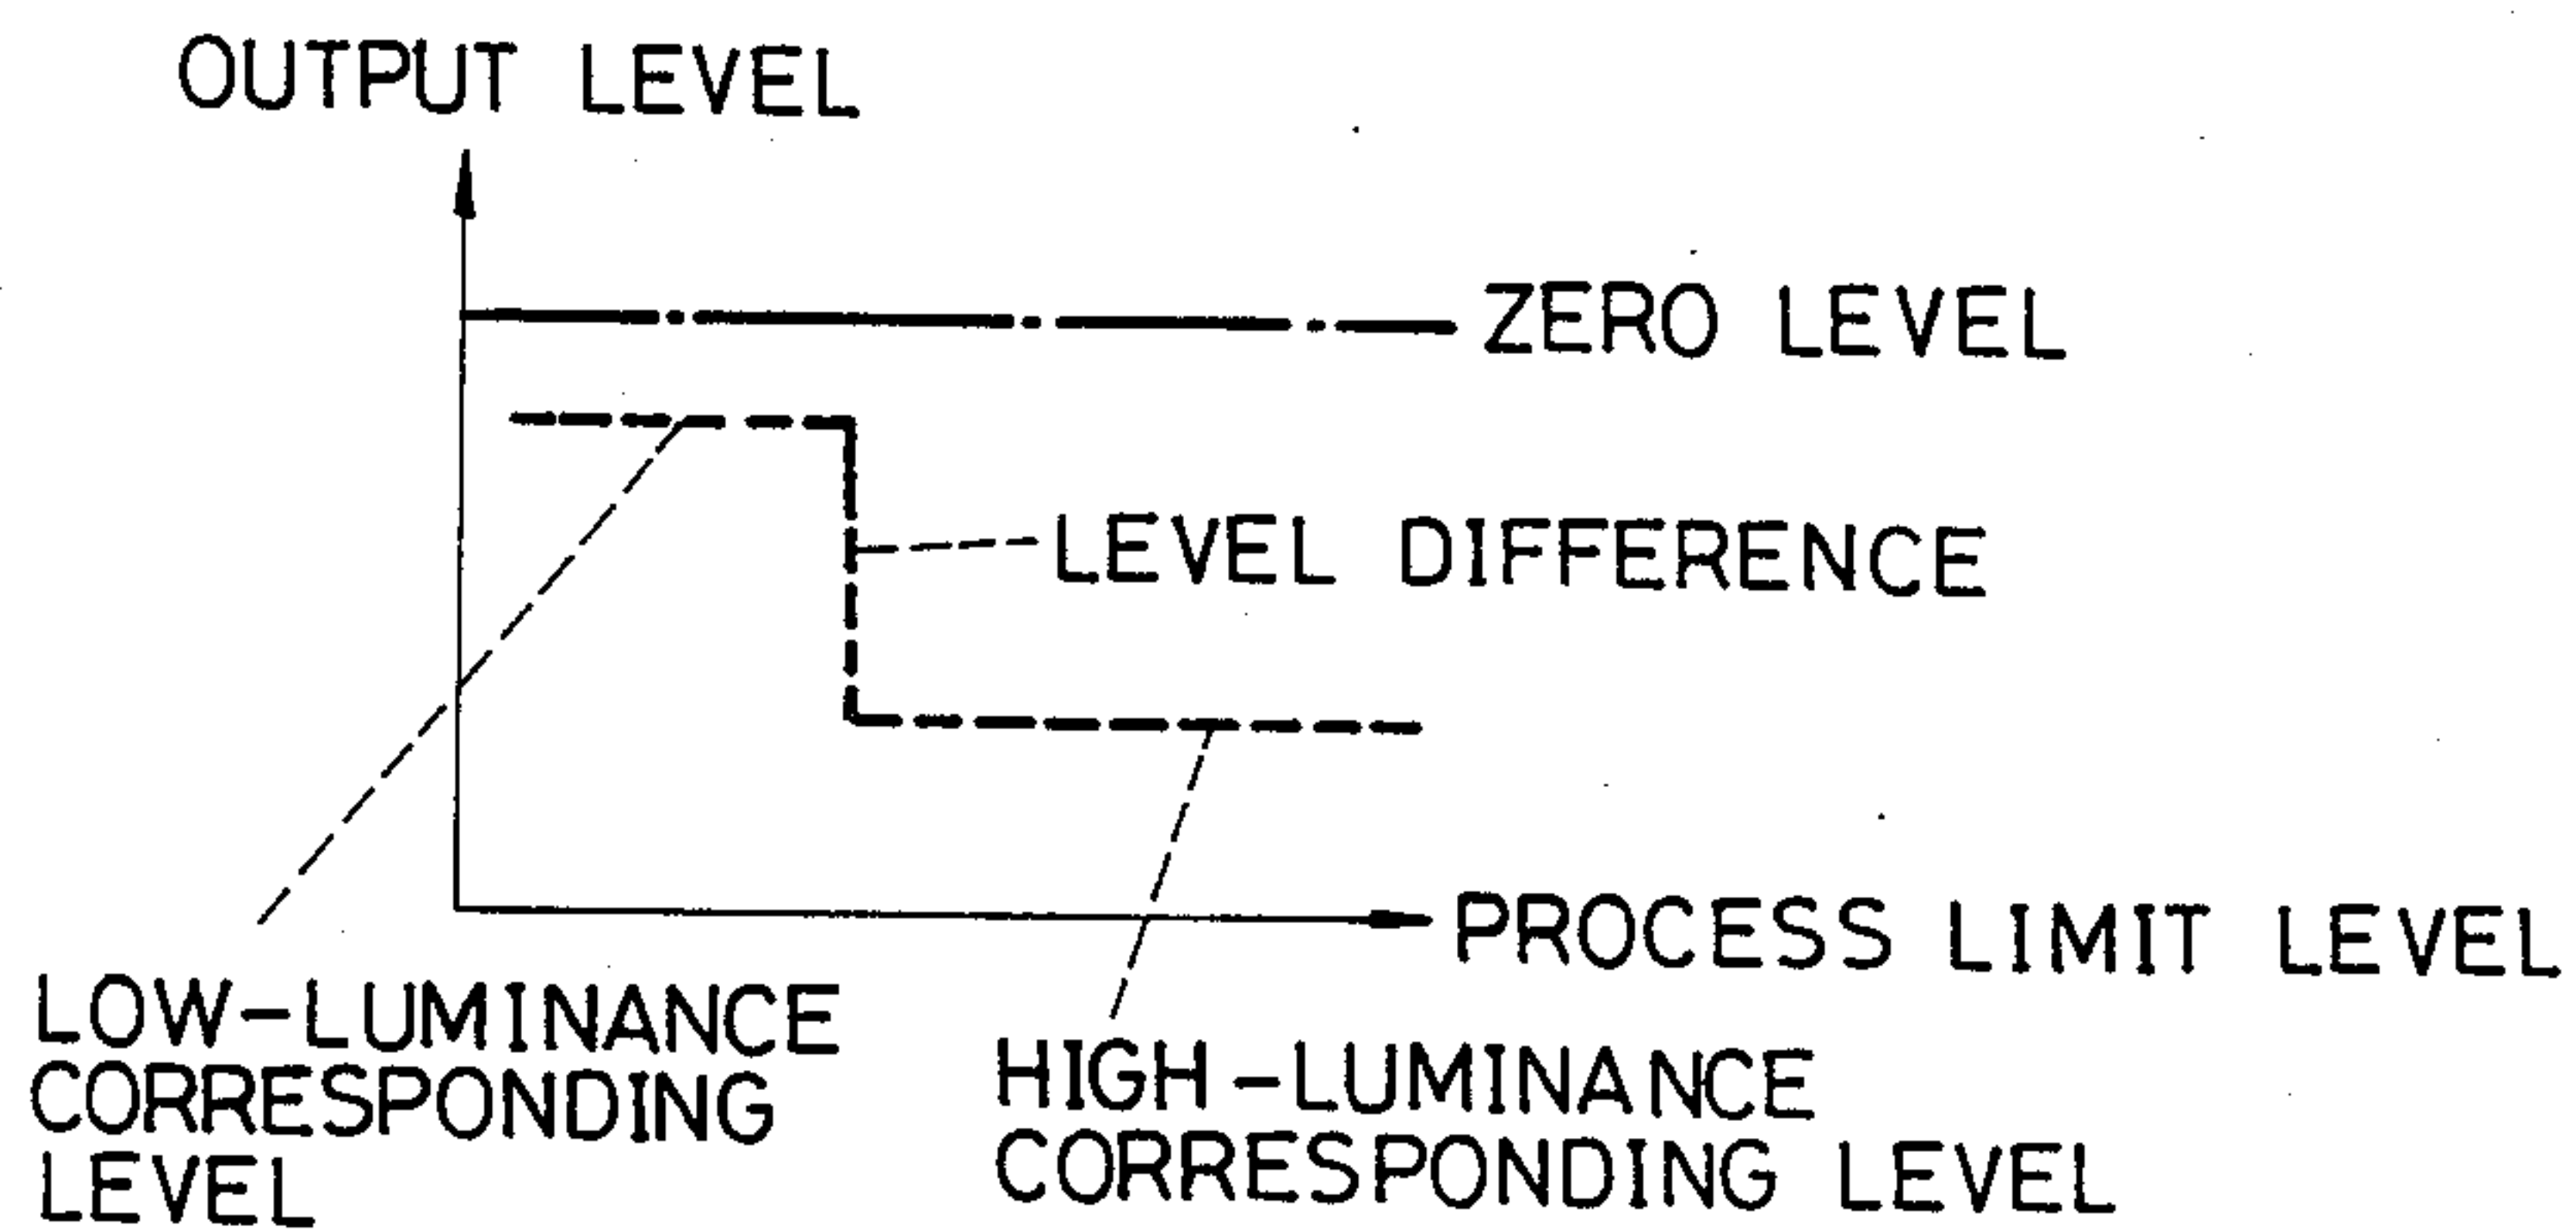 OUTPUT LEVEL
ZERO LEVEL
LEVEL DIFFERENCE
PROCESS LIMIT LEVEL
LOW-LUMINANCE
CORRESPONDING
LEVEL
HIGH-LUMINANCE
CORRESPONDING LEVEL